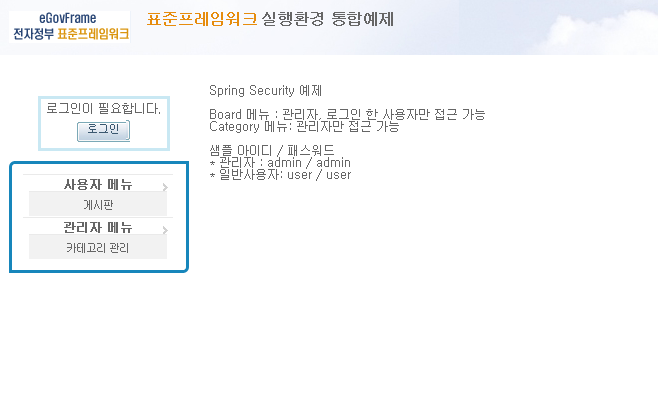 eGovFrame
전자정부 표준프레임워크
표준프레임워크 실행환경 통합예제
로그인이 필요합니다.
로그인
사용자 메뉴
게시판
관리자 메뉴
카테고리 관리
Spring Security 예제
Board 메뉴 : 관리자, 로그인 한 사용자만 접근 가능
Category 메뉴: 관리자만 접근 가능
샘플 아이디 / 패스워드
* 관리자 : admin / admin
* 일반사용자: user / user